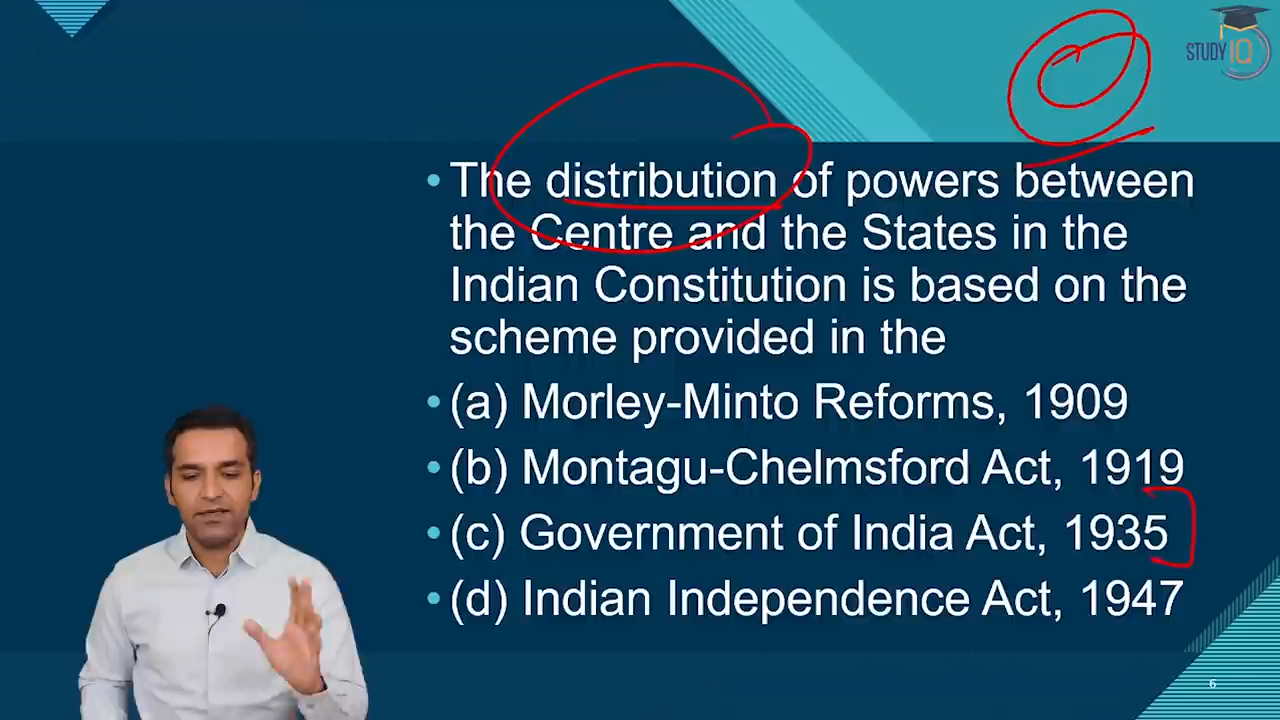 STUDY IQ
• The distribution of powers between
the Centre and the States in the
Indian Constitution is based on the
scheme provided in the
• (a) Morley-Minto Reforms, 1909
• (b) Montagu-Chelmsford Act, 1919
• (c) Government of India Act, 1935
• (d) Indian Independence Act, 1947
6